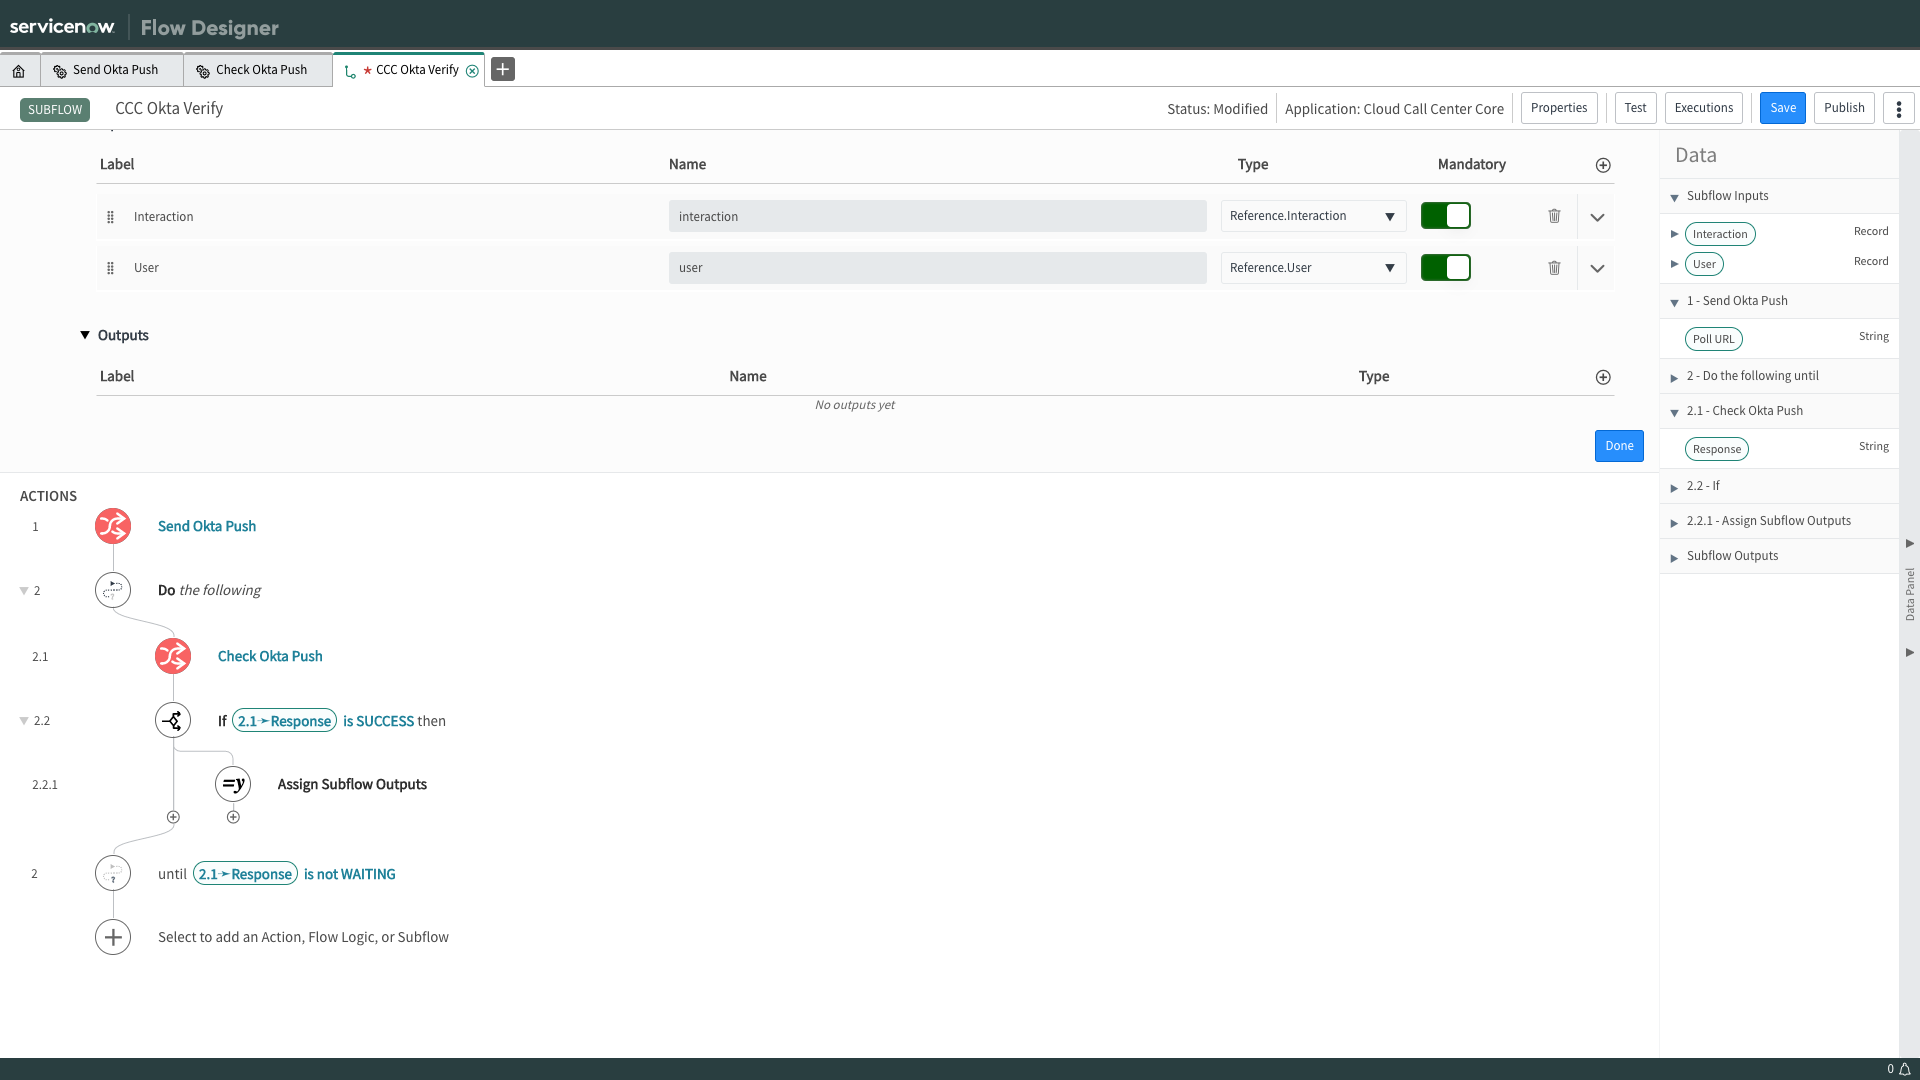 servicenow Flow Designer
Send Okta Push
Check Okta Push
* CCC Okta Verify
SUBFLOW
CCC Okta Verify
Status: Modified
Application: Cloud Call Center Core
Properties
Test
Executions
Save
Publish
Label Name Type Mandatory
Interaction interaction Reference.Interaction
User user Reference.User
Outputs
Label Name Type
No outputs yet
Done
ACTIONS
1 Send Okta Push
2 Do the following
2.1 Check Okta Push
2.2 If 2.1➛Response is SUCCESS then
2.2.1 =y Assign Subflow Outputs
2 ? until 2.1➛Response is not WAITING
Select to add an Action, Flow Logic, or Subflow
Data
Subflow Inputs
Interaction Record
User Record
1 - Send Okta Push
Poll URL String
2 - Do the following until
2.1 - Check Okta Push
Response String
2.2 - If
2.2.1 - Assign Subflow Outputs
Subflow Outputs
Data Panel
0